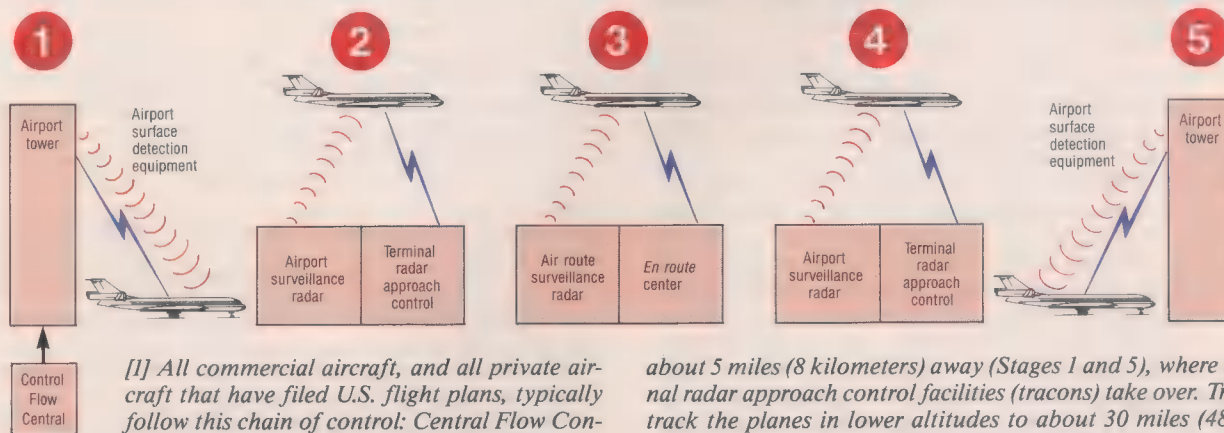 1
2
3
4
5
Airport
tower
Airport
surface
detection
equipment
Airport
surveillance
radar
Terminal
radar
approach
control
Air route
surveillance
radar
En route
center
Airport
surveillance
radar
Terminal
radar
approach
control
Airport
surface
detection
equipment
Airport
tower
Control
Flow
Central
[1] All commercial aircraft, and all private air-
craft that have filed U.S. flight plans, typically
follow this chain of control: Central Flow Con-
about 5 miles (8 kilometers) away (Stages 1 and 5), where
nal radar approach control facilities (tracons) take over.
track the planes in lower altitudes to about 30 miles (48